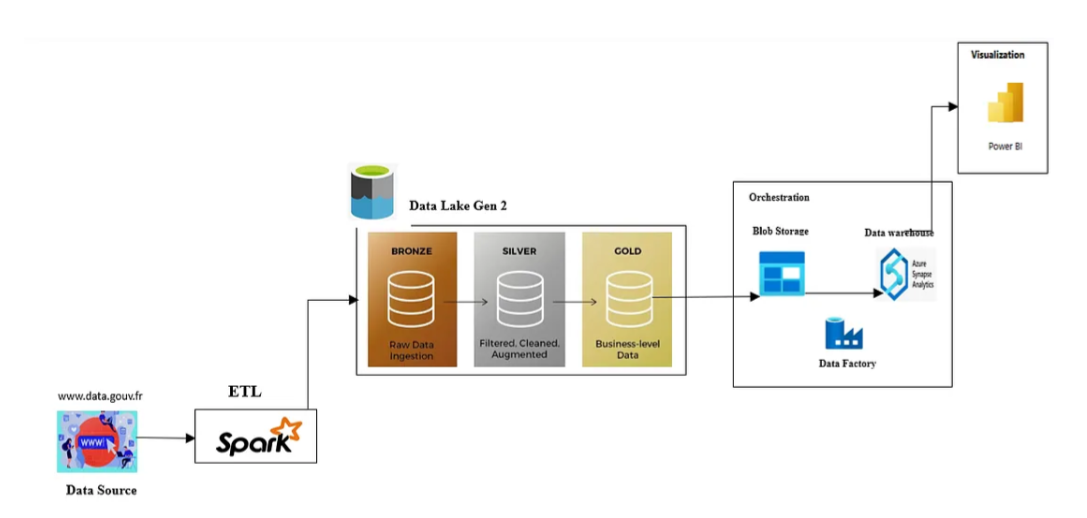 Visualization
Power BI
Data Lake Gen 2
Orchestration
Blob Storage
Data warehouse
Azure
Synapse
Analytics
BRONZE
SILVER
GOLD
Raw Data
Ingestion
Filtered, Cleaned,
Augmented
Business-level
Data
Data Factory
www.data.gouv.fr
ETL
WWW
Spark
Data Source